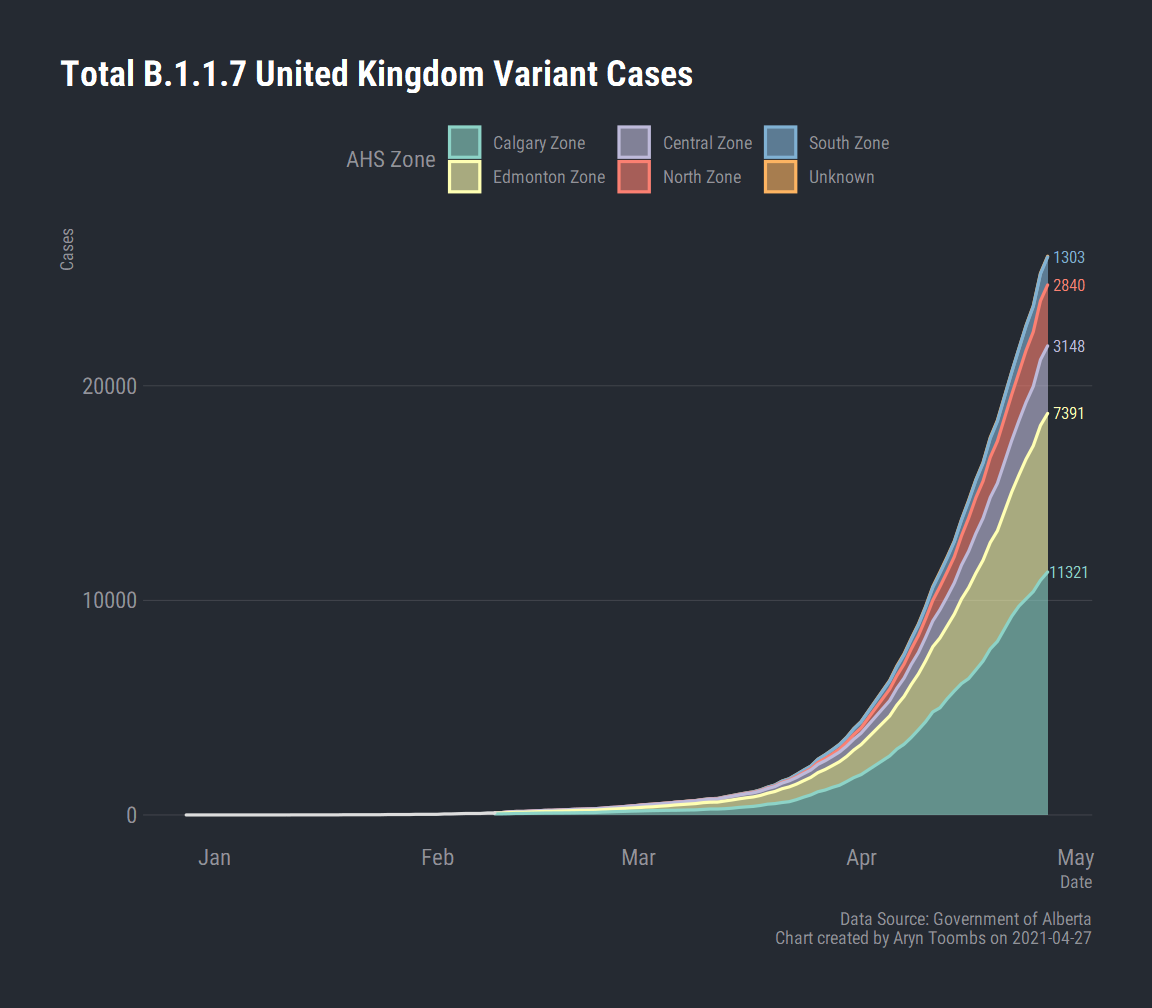 Total B.1.1.7 United Kingdom Variant Cases
AHS Zone
Calgary Zone
Central Zone
South Zone
Edmonton Zone
North Zone
Unknown
Cases
1303
2840
3148
7391
11321
20000
10000
0
Jan
Feb
Mar
Apr
May
Date
Data Source: Government of Alberta
Chart created by Aryn Toombs on 2021-04-27